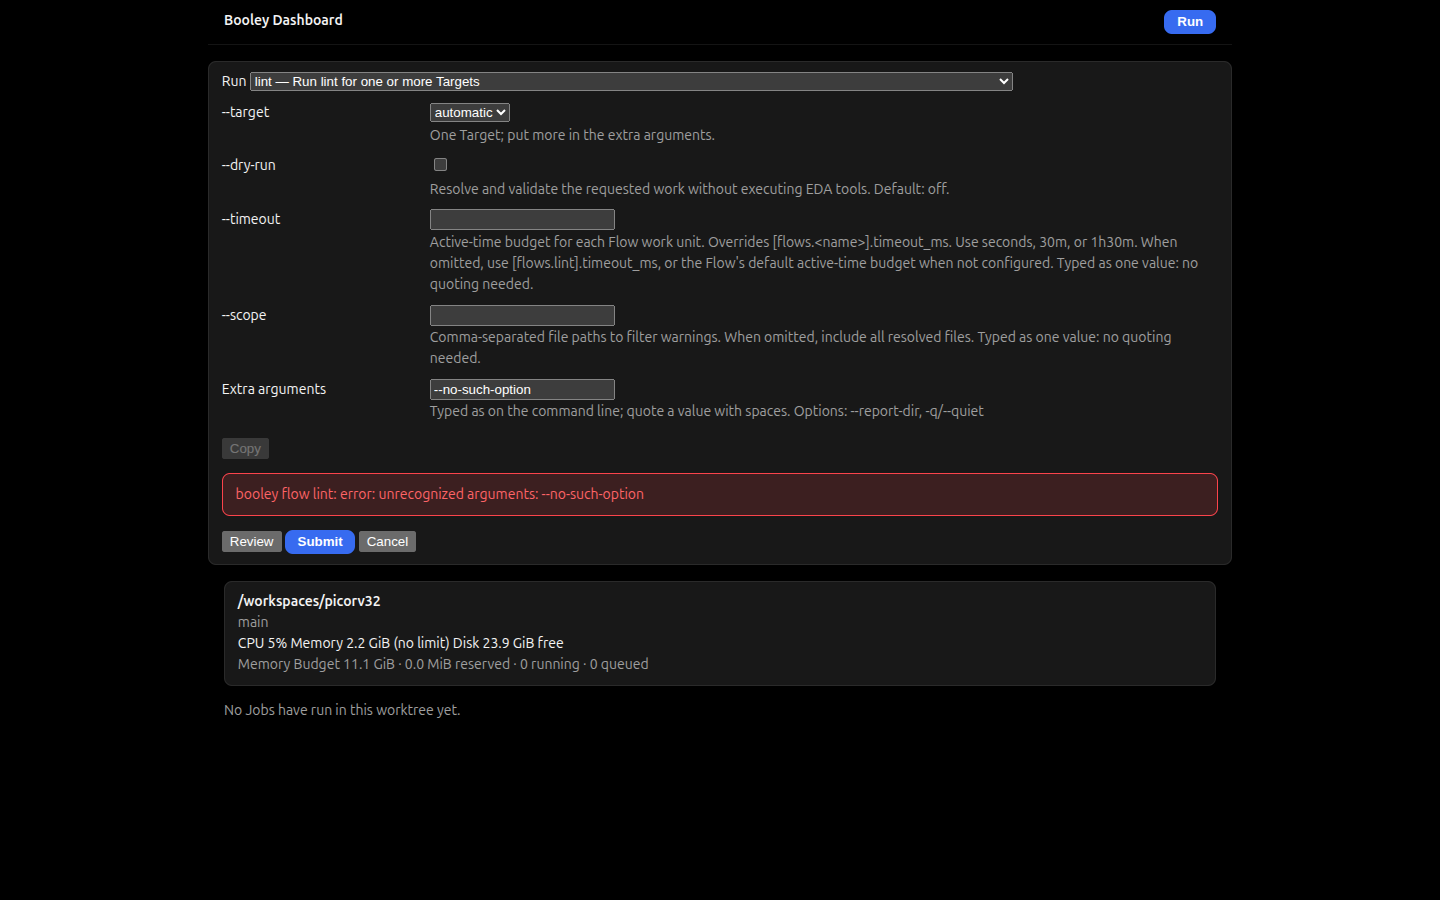 Booley Dashboard
Run
Run lint — Run lint for one or more Targets
--target
automatic
One Target; put more in the extra arguments.
--dry-run
Resolve and validate the requested work without executing EDA tools. Default: off.
--timeout
Active-time budget for each Flow work unit. Overrides [flows.<name>].timeout_ms. Use seconds, 30m, or 1h30m. When
omitted, use [flows.lint].timeout_ms, or the Flow's default active-time budget when not configured. Typed as one value: no
quoting needed.
--scope
Comma-separated file paths to filter warnings. When omitted, include all resolved files. Typed as one value: no quoting
needed.
Extra arguments
--no-such-option
Typed as on the command line; quote a value with spaces. Options: --report-dir, -q/--quiet
Copy
booley flow lint: error: unrecognized arguments: --no-such-option
Review Submit Cancel
/workspaces/picorv32
main
CPU 5% Memory 2.2 GiB (no limit) Disk 23.9 GiB free
Memory Budget 11.1 GiB · 0.0 MiB reserved · 0 running · 0 queued
No Jobs have run in this worktree yet.